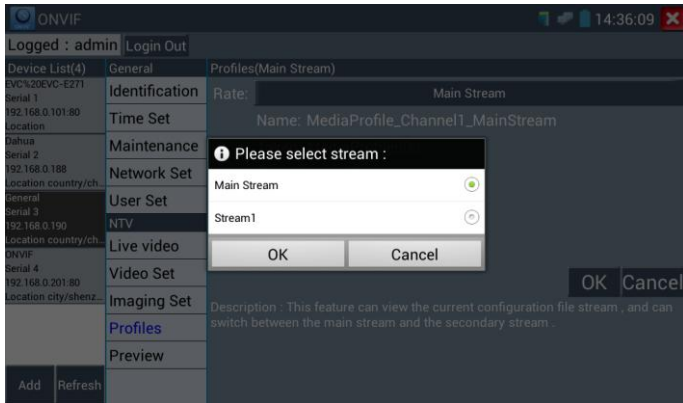 ONVIF
14:36:09
Logged : admin
Login Out
Device List(4)
EVC%20EVC-E271
Serial 1
192.168.0.101:80
Location
Dahua
Serial 2
192.168.0.188
Location country/ch...
General
Serial 3
192.168.0.190
Location country/ch...
ONVIF
Serial 4
192.168.0.201:80
Location city/shenz...
Add
Refresh
General
Identification
Time Set
Maintenance
Network Set
User Set
NTV
Live video
Video Set
Imaging Set
Profiles
Preview
Profiles(Main Stream)
Rate:
Main Stream
Name: MediaProfile_Channel1_MainStream
Please select stream :
Main Stream
Stream1
OK
Cancel
OK
Cancel
Description : This feature can view the current configuration file stream , and can
switch between the main stream and the secondary stream .